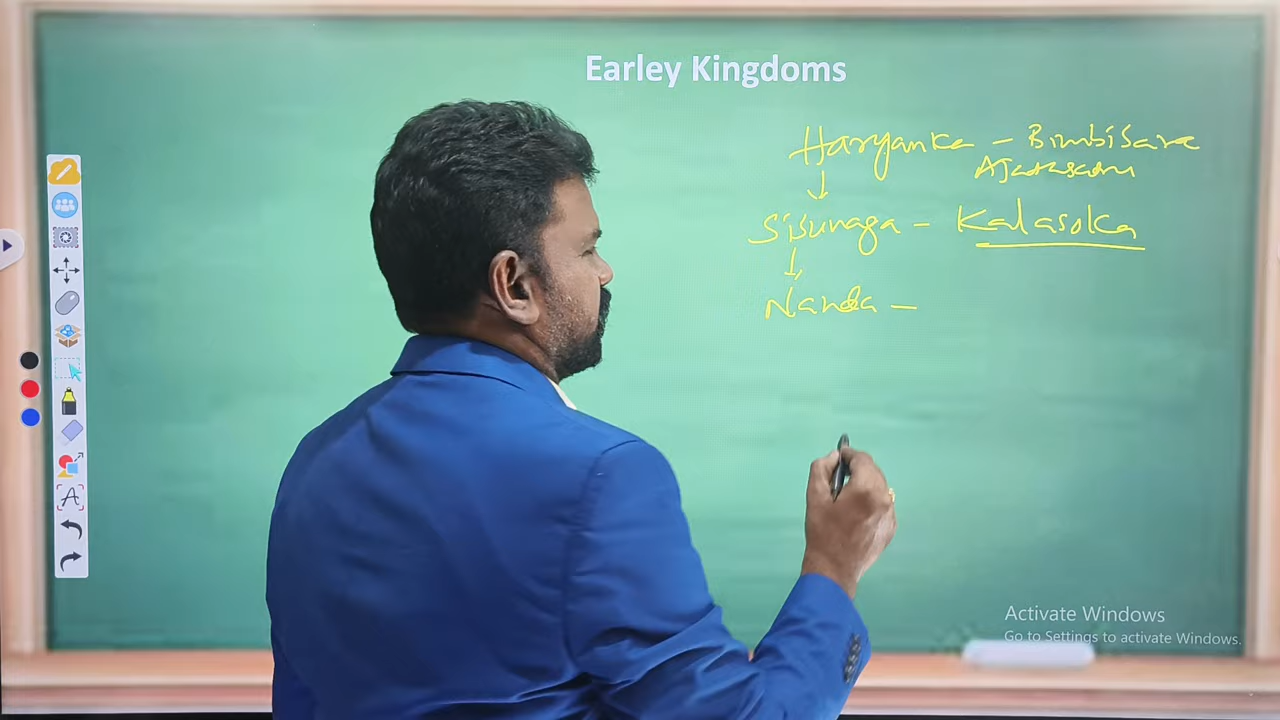 Earley Kingdoms
Haryanka - Bimbisara
Ajatasatru
↓
Sisunaga - Kalasoka
↓
Nanda -
Activate Windows
Go to Settings to activate Windows.